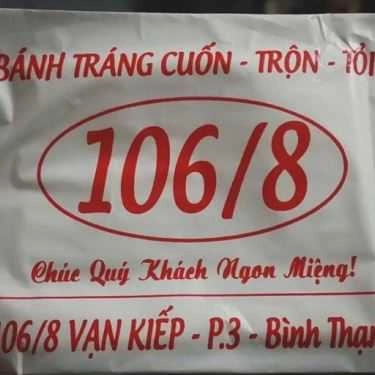 BÁNH TRÁNG CUỐN - TRỘN - TỎI
106/8
Chúc Quý Khách Ngon Miệng!
106/8 VẠN KIẾP - P.3 - Bình Thạn